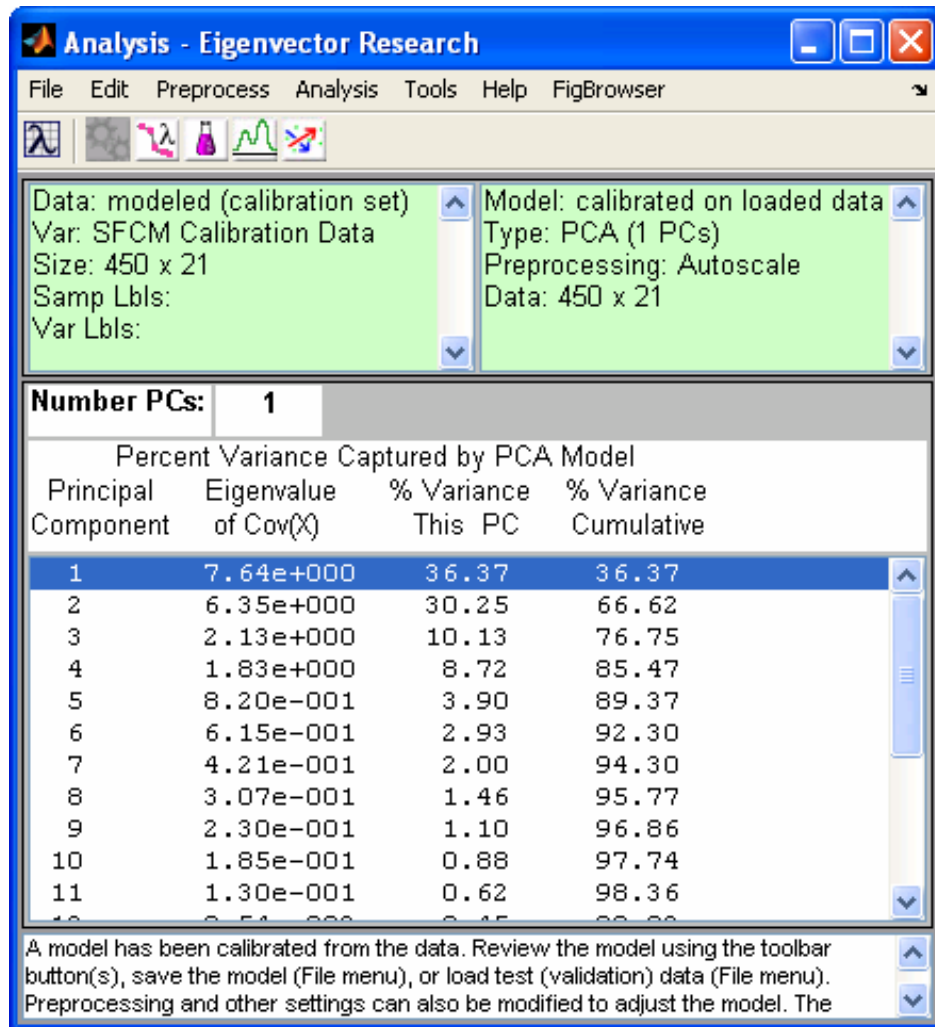 Analysis - Eigenvector Research
File Edit Preprocess Analysis Tools Help FigBrowser
Data: modeled (calibration set)
Var: SFCM Calibration Data
Size: 450 x 21
Samp Lbls:
Var Lbls:
Model: calibrated on loaded data
Type: PCA (1 PCs)
Preprocessing: Autoscale
Data: 450 x 21
Number PCs: 1
Percent Variance Captured by PCA Model
Principal Eigenvalue % Variance % Variance
Component of Cov(X) This PC Cumulative
1 7.64e+000 36.37 36.37
2 6.35e+000 30.25 66.62
3 2.13e+000 10.13 76.75
4 1.83e+000 8.72 85.47
5 8.20e-001 3.90 89.37
6 6.15e-001 2.93 92.30
7 4.21e-001 2.00 94.30
8 3.07e-001 1.46 95.77
9 2.30e-001 1.10 96.86
10 1.85e-001 0.88 97.74
11 1.30e-001 0.62 98.36
A model has been calibrated from the data. Review the model using the toolbar
button(s), save the model (File menu), or load test (validation) data (File menu).
Preprocessing and other settings can also be modified to adjust the model. The